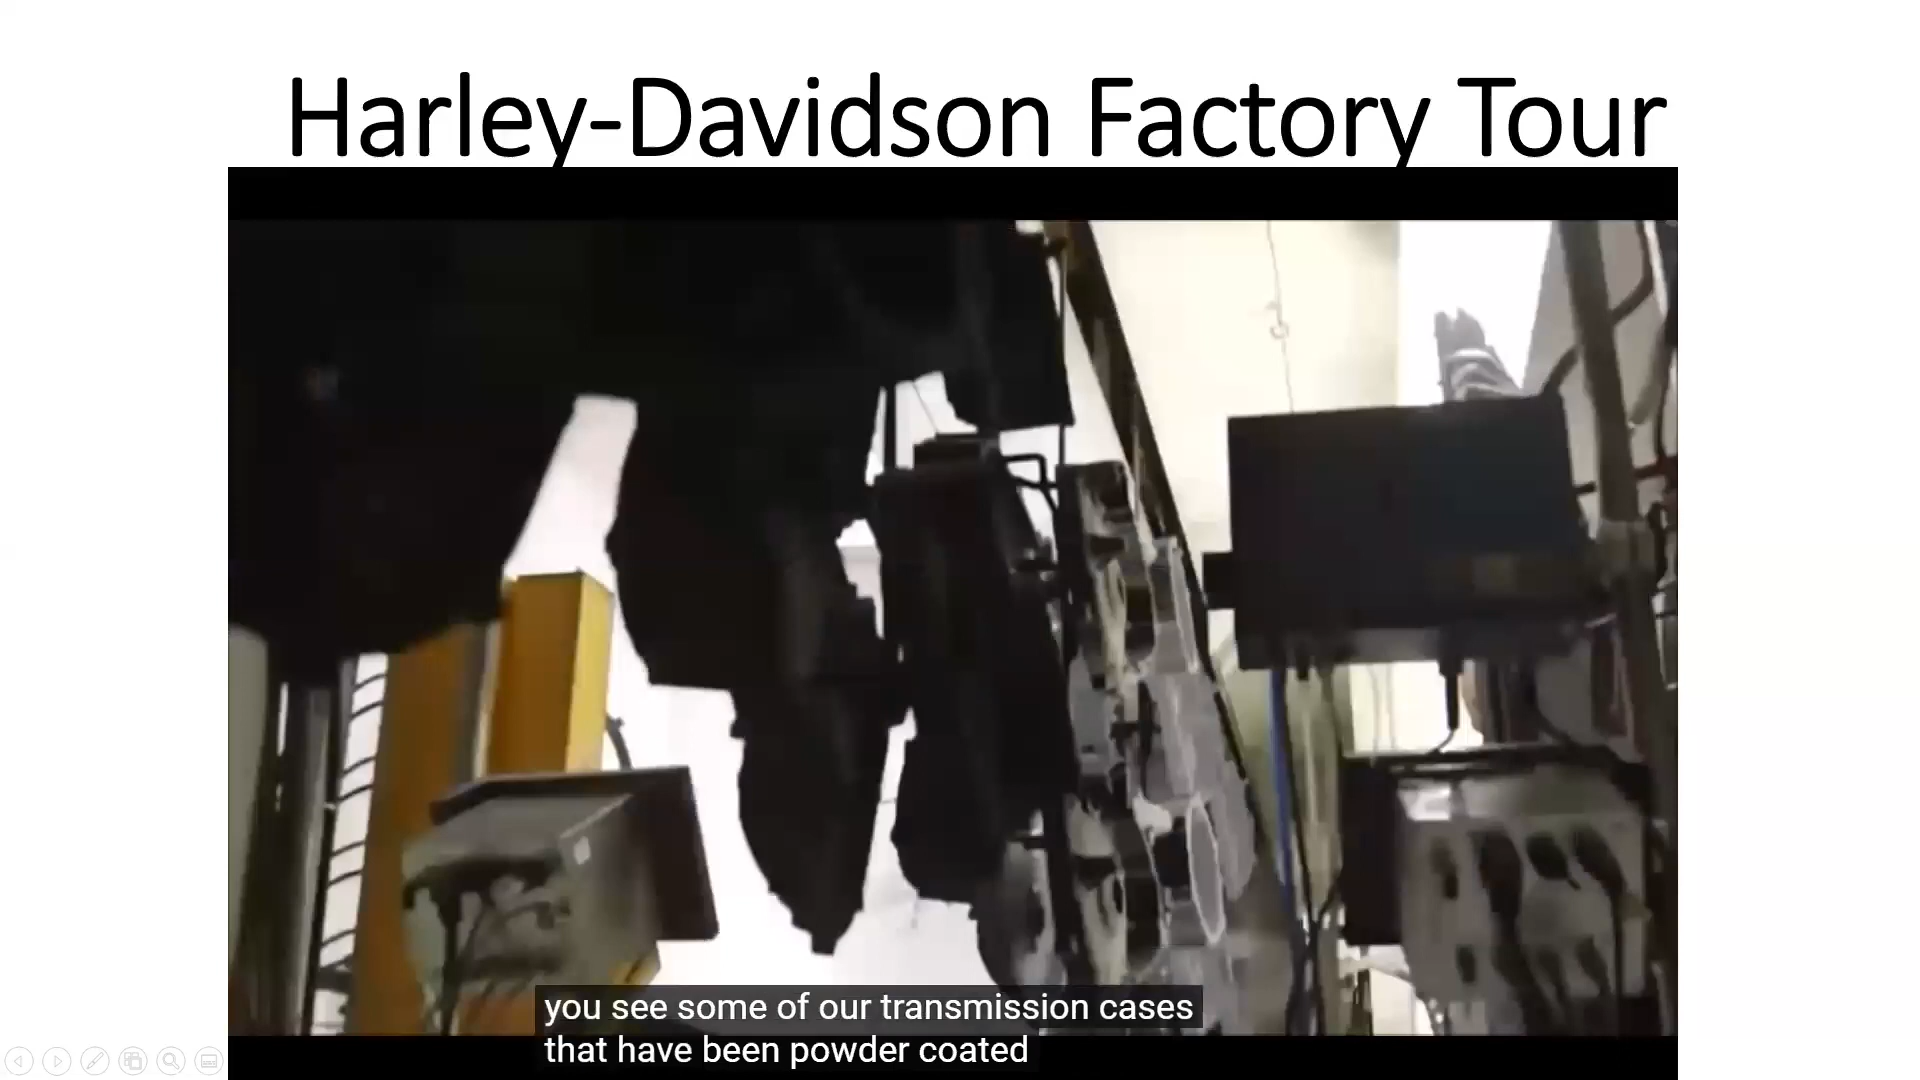 Harley-Davidson Factory Tour
you see some of our transmission cases
that have been powder coated